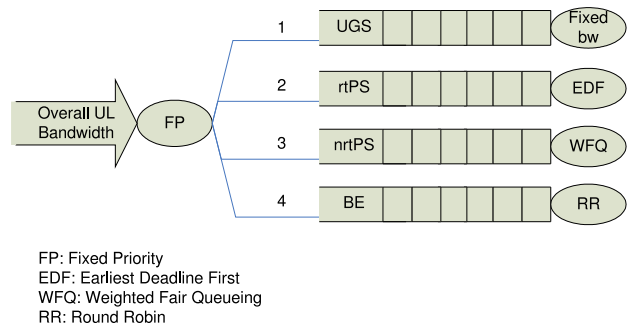 1
UGS
Fixed
bw
2
rtPS
EDF
Overall UL
Bandwidth
FP
3
nrtPS
WFQ
4
BE
RR
FP: Fixed Priority
EDF: Earliest Deadline First
WFQ: Weighted Fair Queueing
RR: Round Robin